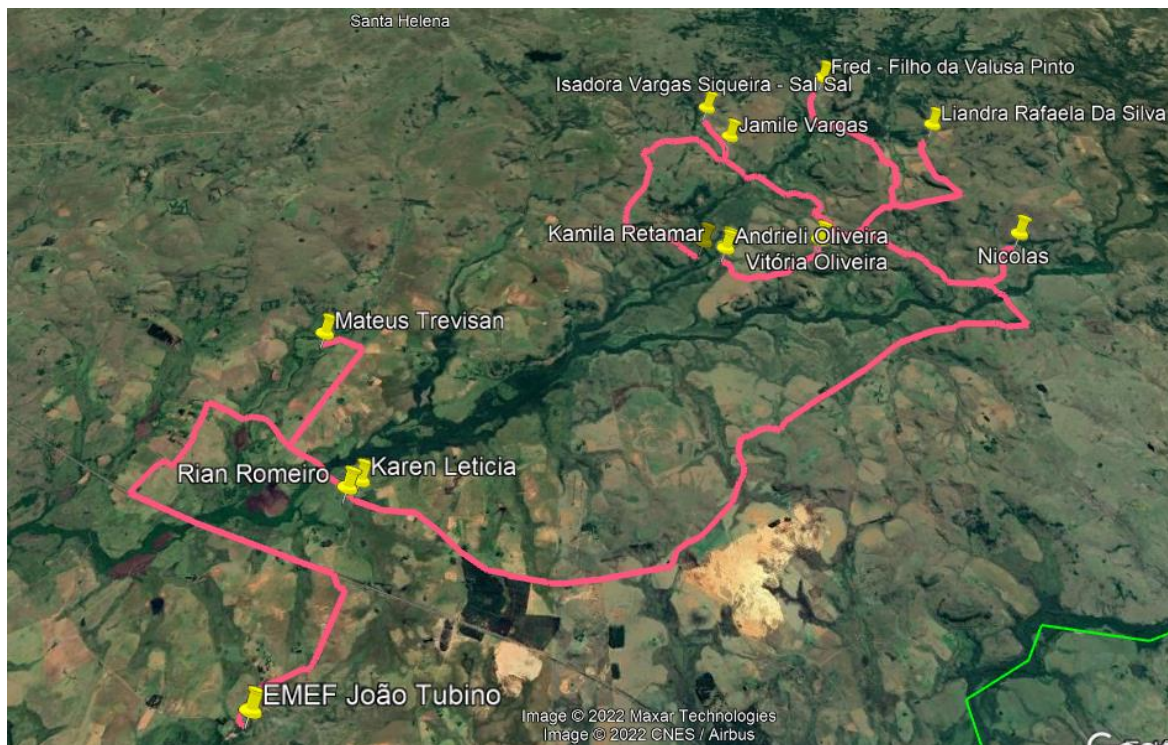 Santa Helena
Fred - Filho da Valusa Pinto
Isadora Vargas Siqueira - Sal Sal
Liandra Rafaela Da Silva
Jamile Vargas
Kamila Retamar
Andrieli Oliveira
Vitória Oliveira
Nicolas
Mateus Trevisan
Rian Romeiro
Karen Leticia
EMEF João Tubino
Image © 2022 Maxar Technologies
Image © 2022 CNES / Airbus